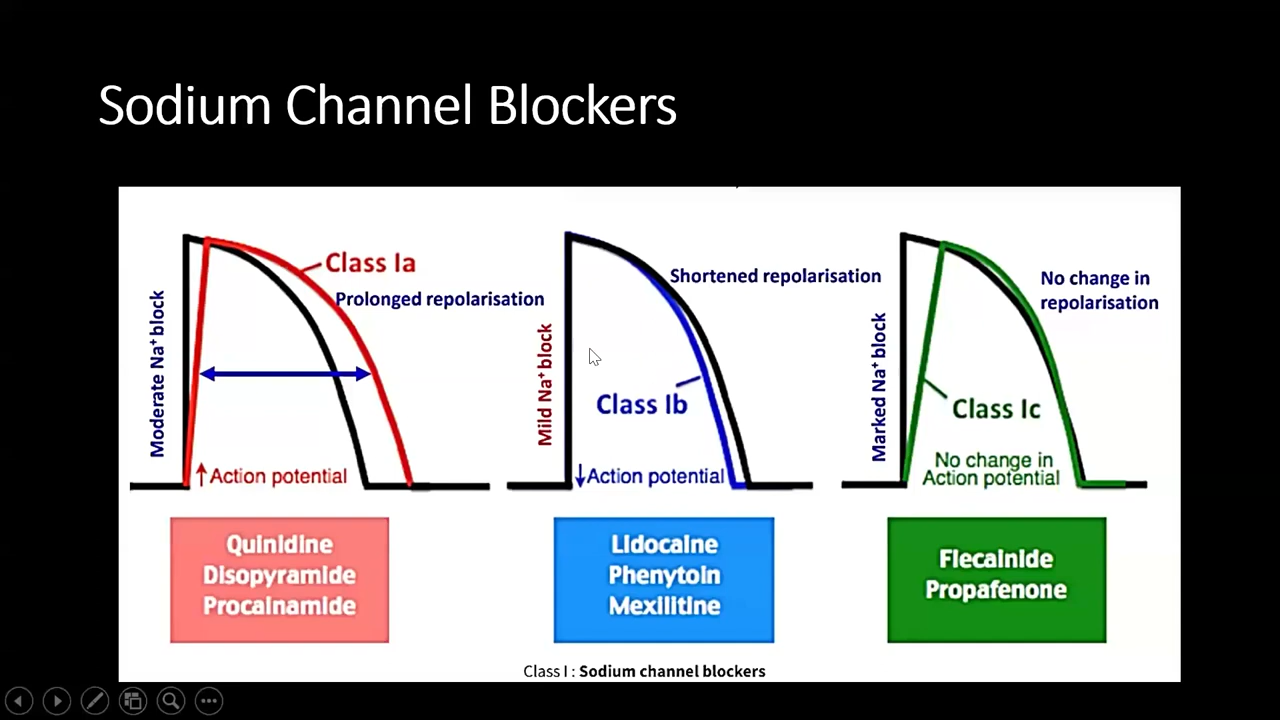 Sodium Channel Blockers
Moderate Na⁺ block
Class Ia
Prolonged repolarisation
↑Action potential
Quinidine
Disopyramide
Procainamide
Mild Na⁺ block
Shortened repolarisation
Class Ib
↓Action potential
Lidocaine
Phenytoin
Mexilitine
Marked Na⁺ block
No change in
repolarisation
Class Ic
No change in
Action potential
Flecainide
Propafenone
Class I : Sodium channel blockers